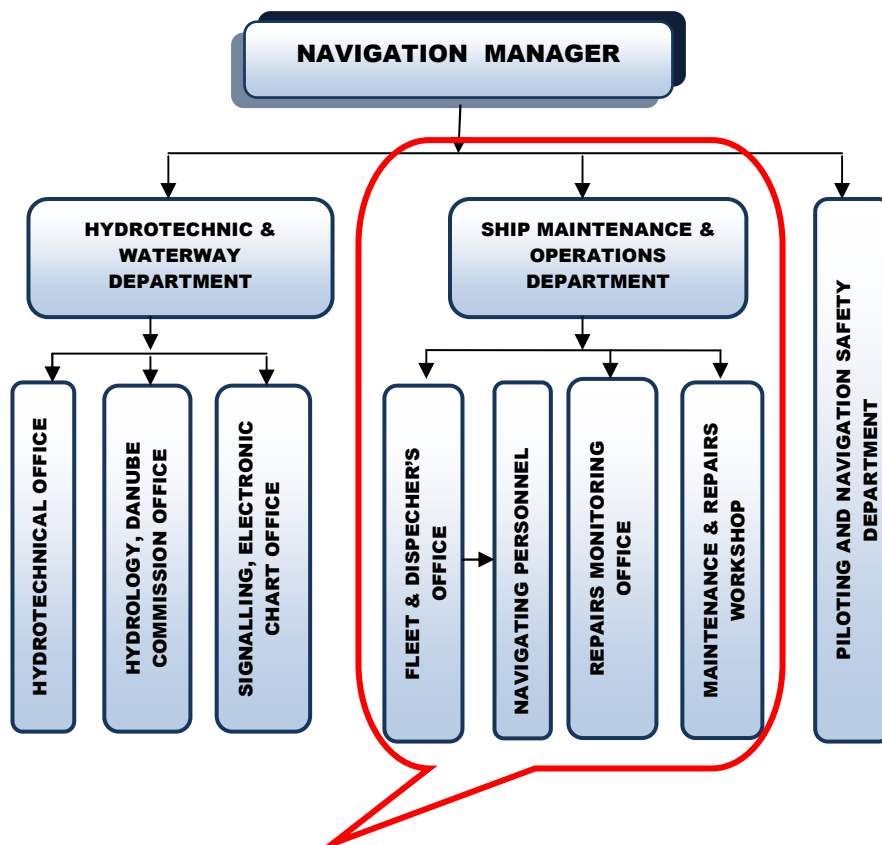 NAVIGATION MANAGER
HYDROTECHNIC &
WATERWAY
DEPARTMENT
SHIP MAINTENANCE &
OPERATIONS
DEPARTMENT
HYDROTECHNICAL OFFICE
HYDROLOGY, DANUBE
COMMISSION OFFICE
SIGNALLING, ELECTRONIC
CHART OFFICE
FLEET & DISPECHER'S
OFFICE
NAVIGATING PERSONNEL
REPAIRS MONITORING
OFFICE
MAINTENANCE & REPAIRS
WORKSHOP
PILOTING AND NAVIGATION SAFETY
DEPARTMENT